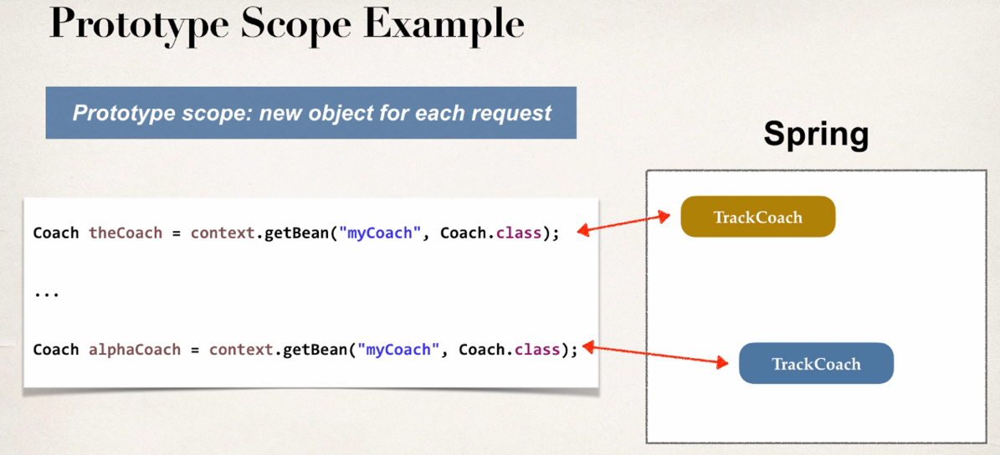 Prototype Scope Example
Prototype scope: new object for each request
Spring
Coach theCoach = context.getBean("myCoach", Coach.class);
TrackCoach
...
Coach alphaCoach = context.getBean("myCoach", Coach.class);
TrackCoach